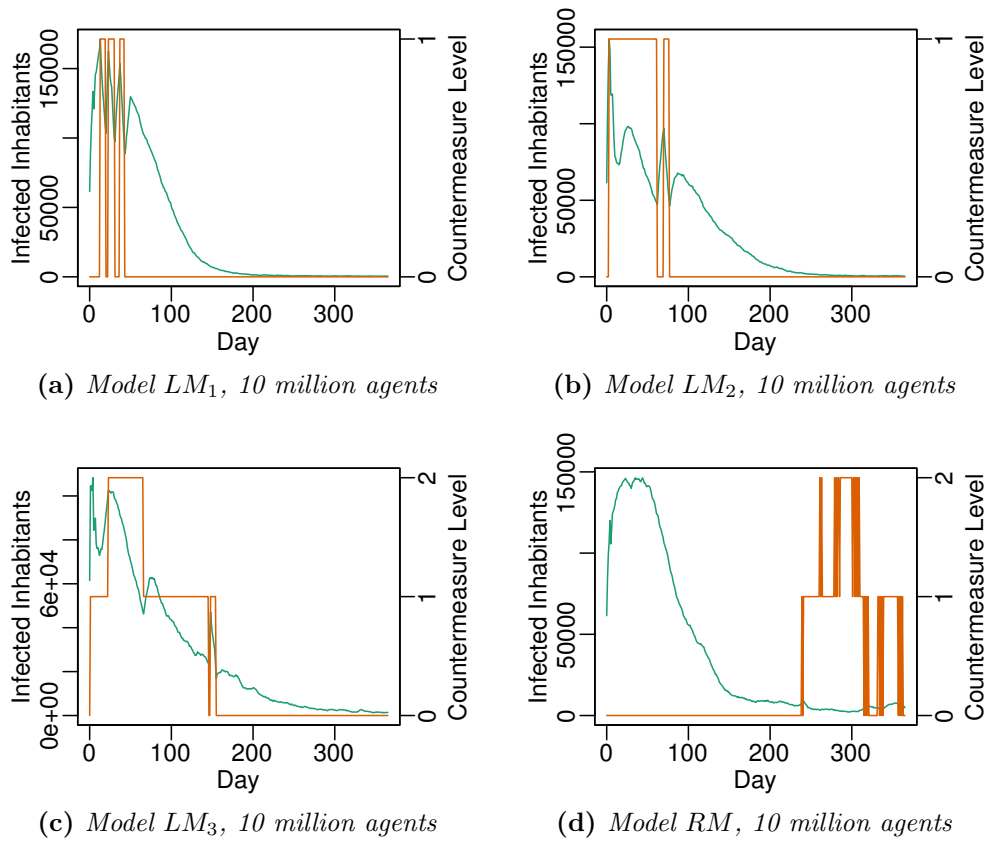 Infected Inhabitants
0 50000 150000
Countermeasure Level
0 1
0 100 200 300
Day
(a) Model LM₁, 10 million agents
Infected Inhabitants
0 50000 150000
Countermeasure Level
0 1
0 100 200 300
Day
(b) Model LM₂, 10 million agents
Infected Inhabitants
0e+00 6e+04
Countermeasure Level
0 1 2
0 100 200 300
Day
(c) Model LM₃, 10 million agents
Infected Inhabitants
0 50000 150000
Countermeasure Level
0 1 2
0 100 200 300
Day
(d) Model RM, 10 million agents